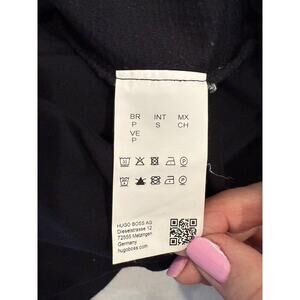 BR INT MX
P S CH
VE
P
HUGO BOSS AG
Dieselstrasse 12
72555 Metzingen
Germany
hugoboss.com